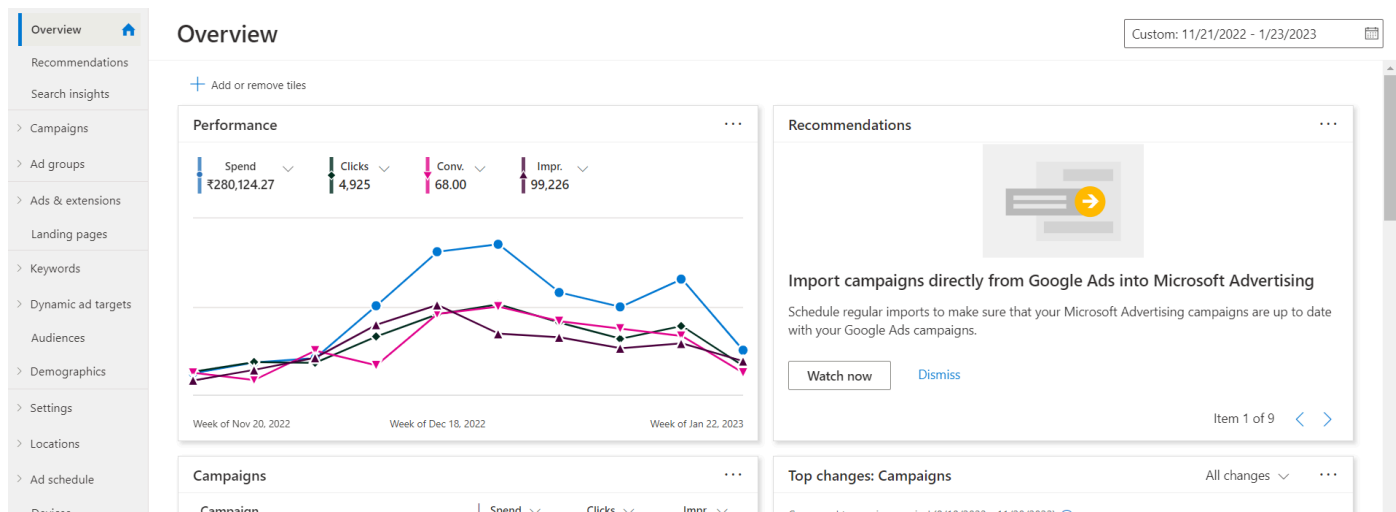 Overview
Recommendations
Search insights
Campaigns
Ad groups
Ads & extensions
Landing pages
Keywords
Dynamic ad targets
Audiences
Demographics
Settings
Locations
Ad schedule
Devices
Overview
Custom: 11/21/2022 - 1/23/2023
Add or remove tiles
Performance
Spend Clicks Conv. Impr.
₹280,124.27 4,925 68.00 99,226
Week of Nov 20, 2022 Week of Dec 18, 2022 Week of Jan 22, 2023
Recommendations
Import campaigns directly from Google Ads into Microsoft Advertising
Schedule regular imports to make sure that your Microsoft Advertising campaigns are up to date
with your Google Ads campaigns.
Watch now Dismiss
Item 1 of 9
Campaigns
Campaign Spend Clicks Impr.
Top changes: Campaigns All changes